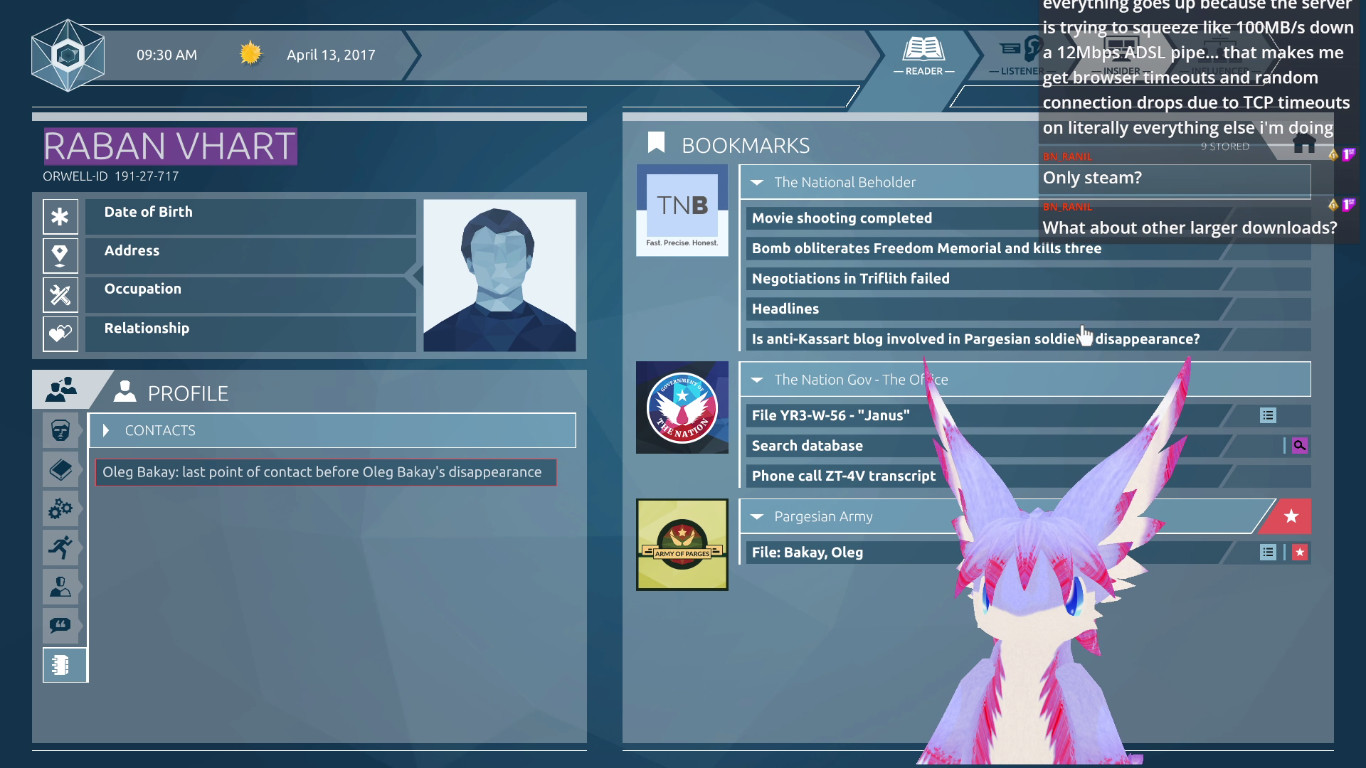 everything goes up because the server
is trying to squeeze like 100MB/s down
a 12Mbps ADSL pipe... that makes me
get browser timeouts and random
connection drops due to TCP timeouts
on literally everything else i'm doing
BN_RANIL
Only steam?
BN_RANIL
What about other larger downloads?
09:30 AM
April 13, 2017
— READER —
— LISTENER
— INSIDER —
RABAN VHART
ORWELL-ID 191-27-717
Date of Birth
Address
Occupation
Relationship
PROFILE
CONTACTS
Oleg Bakay: last point of contact before Oleg Bakay's disappearance
BOOKMARKS
9 STORED
TNB
Fast. Precise. Honest.
The National Beholder
Movie shooting completed
Bomb obliterates Freedom Memorial and kills three
Negotiations in Triflith failed
Headlines
Is anti-Kassart blog involved in Pargesian soldier disappearance?
GOVERNMENT OF
THE NATION
The Nation Gov - The Office
File YR3-W-56 - "Janus"
Search database
Phone call ZT-4V transcript
ARMY OF PARGES
Pargesian Army
File: Bakay, Oleg